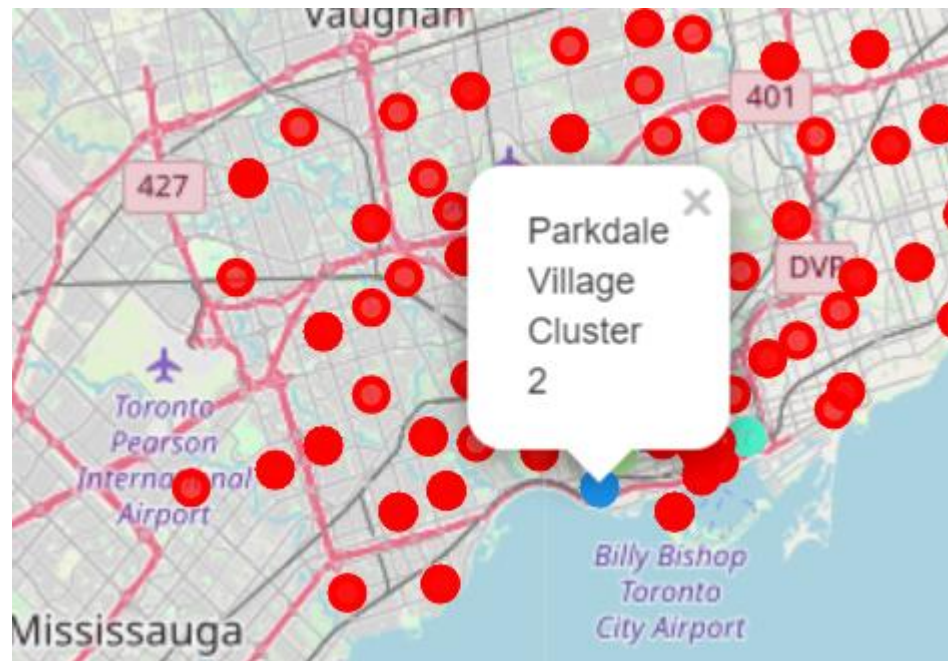 Vaughan
401
427
×
Parkdale
Village
Cluster
2
DVP
Toronto
Pearson
International
Airport
Billy Bishop
Toronto
City Airport
Mississauga